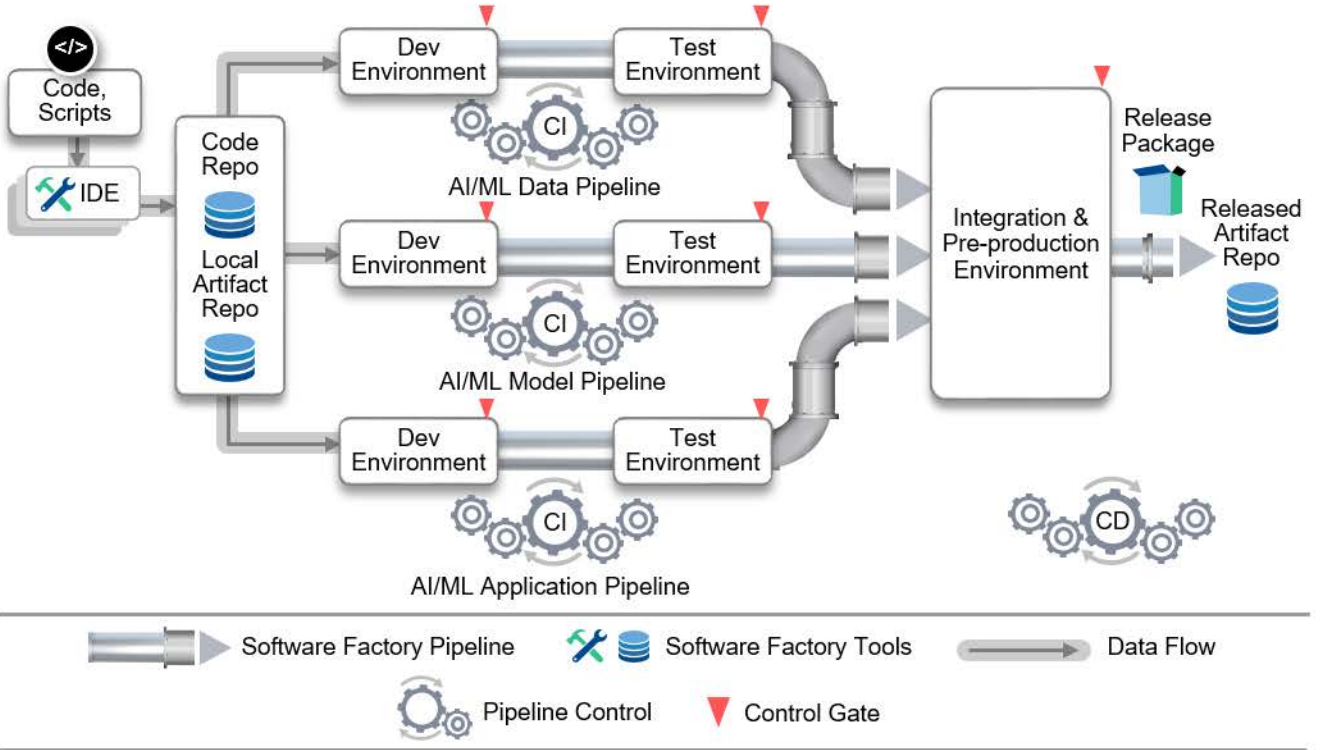 </>
Code,
Scripts
IDE
Code
Repo
Local
Artifact
Repo
Dev
Environment
Test
Environment
CI
AI/ML Data Pipeline
Dev
Environment
Test
Environment
CI
AI/ML Model Pipeline
Dev
Environment
Test
Environment
CI
AI/ML Application Pipeline
Integration &
Pre-production
Environment
Release
Package
Released
Artifact
Repo
CD
Software Factory Pipeline
Software Factory Tools
Data Flow
Pipeline Control
Control Gate